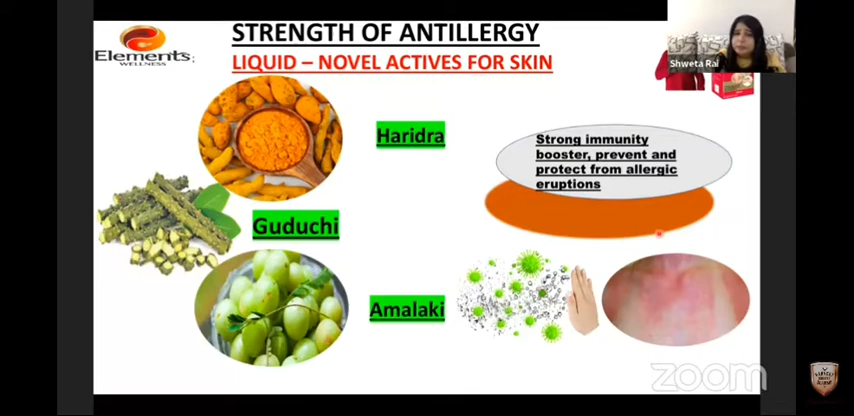 STRENGTH OF ANTILLERGY
Elements
WELLNESS
LIQUID – NOVEL ACTIVES FOR SKIN
Shweta Rai
Haridra
Strong immunity
booster, prevent and
protect from allergic
eruptions
Guduchi
Amalaki
zoom